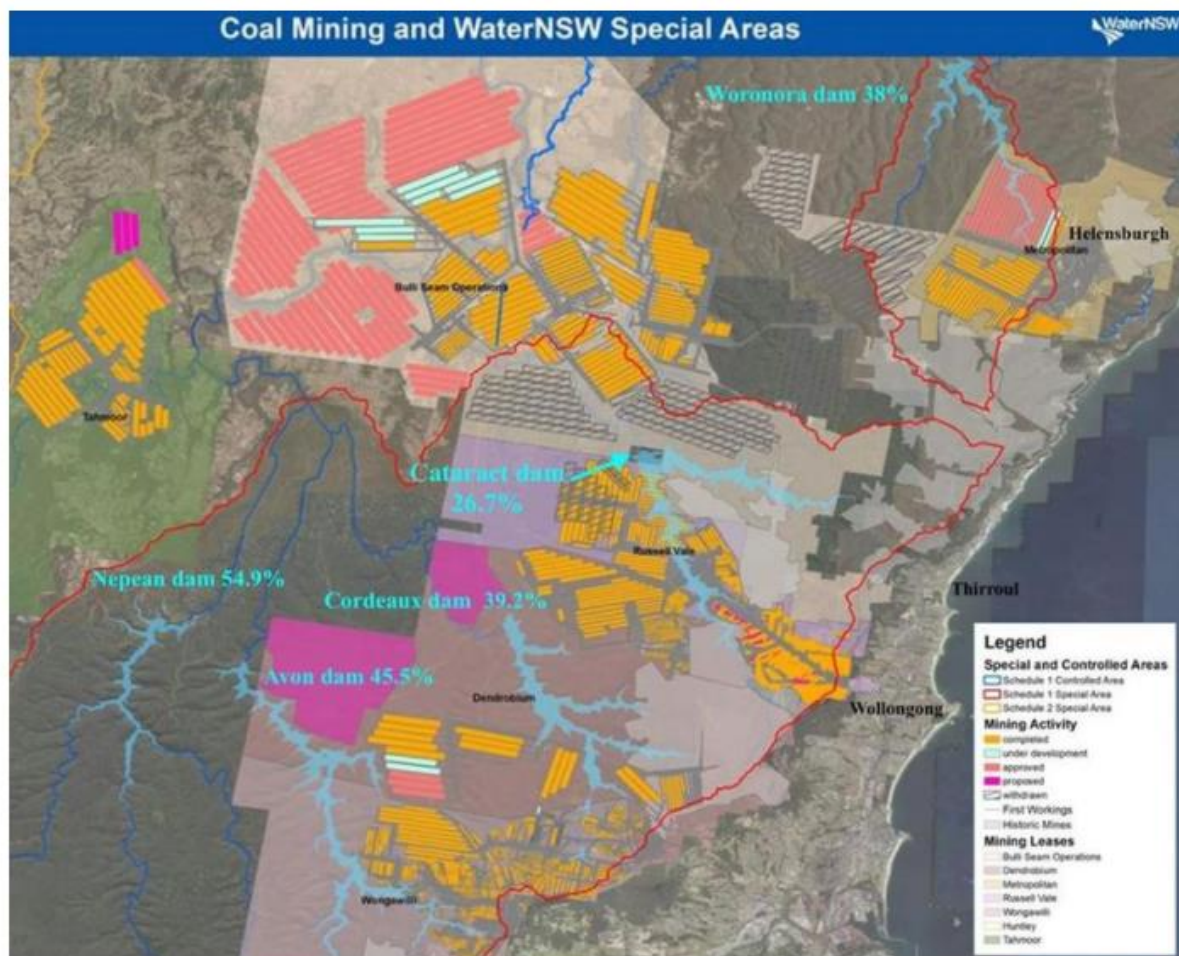 Coal Mining and WaterNSW Special Areas
WaterNSW
Woronora dam 38%
Helensburgh
Metropolitan
Bulli Seam Operations
Tahmoor
Cataract dam
26.7%
Russell Vale
Nepean dam 54.9%
Cordeaux dam 39.2%
Thirroul
Avon dam 45.5%
Dendrobium
Wollongong
Wongawilli
Legend
Special and Controlled Areas
Schedule 1 Controlled Area
Schedule 1 Special Area
Schedule 2 Special Area
Mining Activity
completed
under development
approved
proposed
withdrawn
First Workings
Historic Mines
Mining Leases
Bulli Seam Operations
Dendrobium
Metropolitan
Russell Vale
Wongawilli
Huntley
Tahmoor